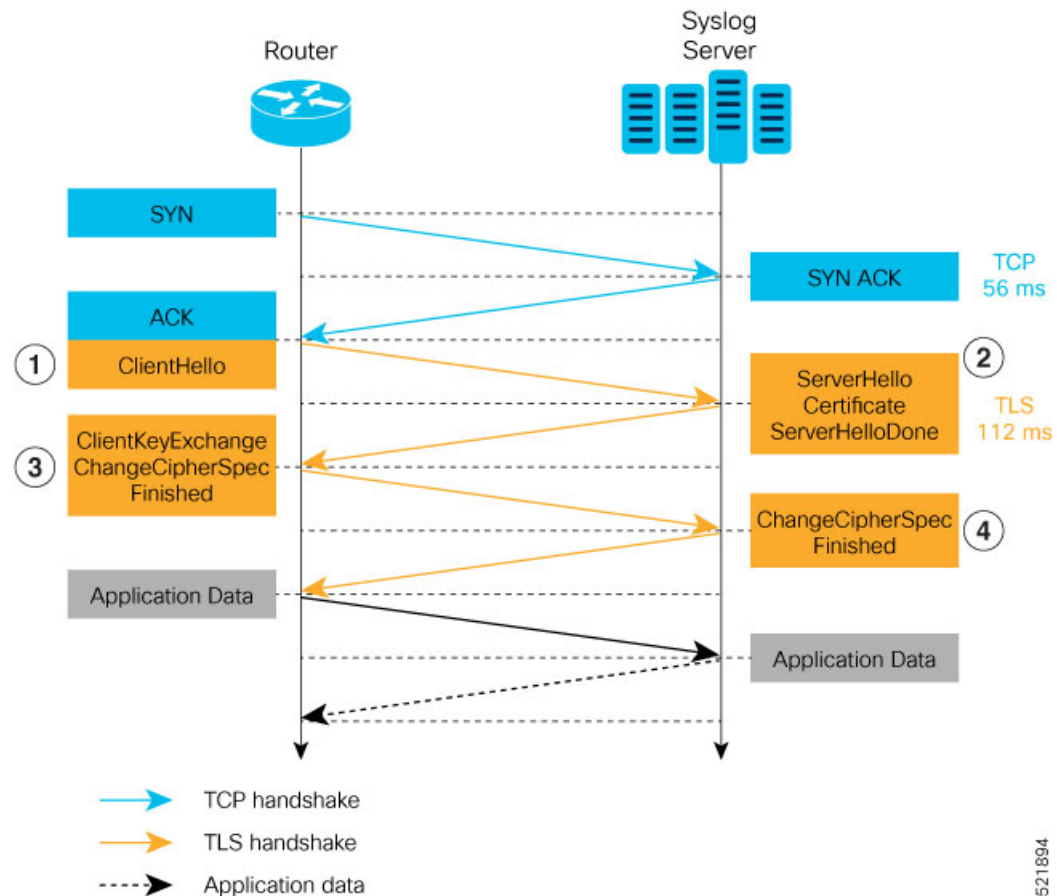 Router
Syslog
Server
SYN
SYN ACK
TCP
56 ms
ACK
1
ClientHello
2
ServerHello
Certificate
ServerHelloDone
TLS
112 ms
3
ClientKeyExchange
ChangeCipherSpec
Finished
ChangeCipherSpec
Finished
4
Application Data
Application Data
TCP handshake
TLS handshake
Application data
521894